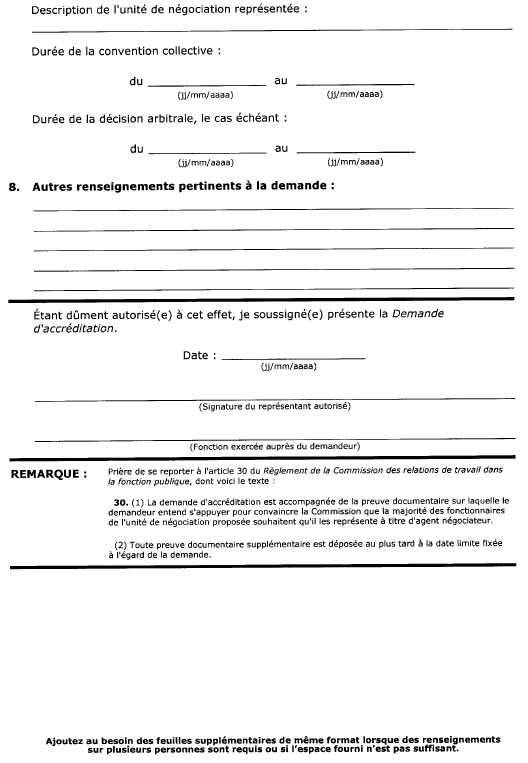 Description de l'unité de négociation représentée :
Durée de la convention collective :
du au
(jj/mm/aaaa) (jj/mm/aaaa)
Durée de la décision arbitrale, le cas échéant :
du au
(jj/mm/aaaa) (jj/mm/aaaa)
8. Autres renseignements pertinents à la demande :
Étant dûment autorisé(e) à cet effet, je soussigné(e) présente la Demande
d'accréditation.
Date :
(jj/mm/aaaa)
(Signature du représentant autorisé)
(Fonction exercée auprès du demandeur)
REMARQUE : Prière de se reporter à l'article 30 du Règlement de la Commission des relations de travail dans
la fonction publique, dont voici le texte :
30. (1) La demande d'accréditation est accompagnée de la preuve documentaire sur laquelle le
demandeur entend s'appuyer pour convaincre la Commission que la majorité des fonctionnaires
de l'unité de négociation proposée souhaitent qu'il les représente à titre d'agent négociateur.
(2) Toute preuve documentaire supplémentaire est déposée au plus tard à la date limite fixée
à l'égard de la demande.
Ajoutez au besoin des feuilles supplémentaires de même format lorsque des renseignements
sur plusieurs personnes sont requis ou si l'espace fourni n'est pas suffisant.